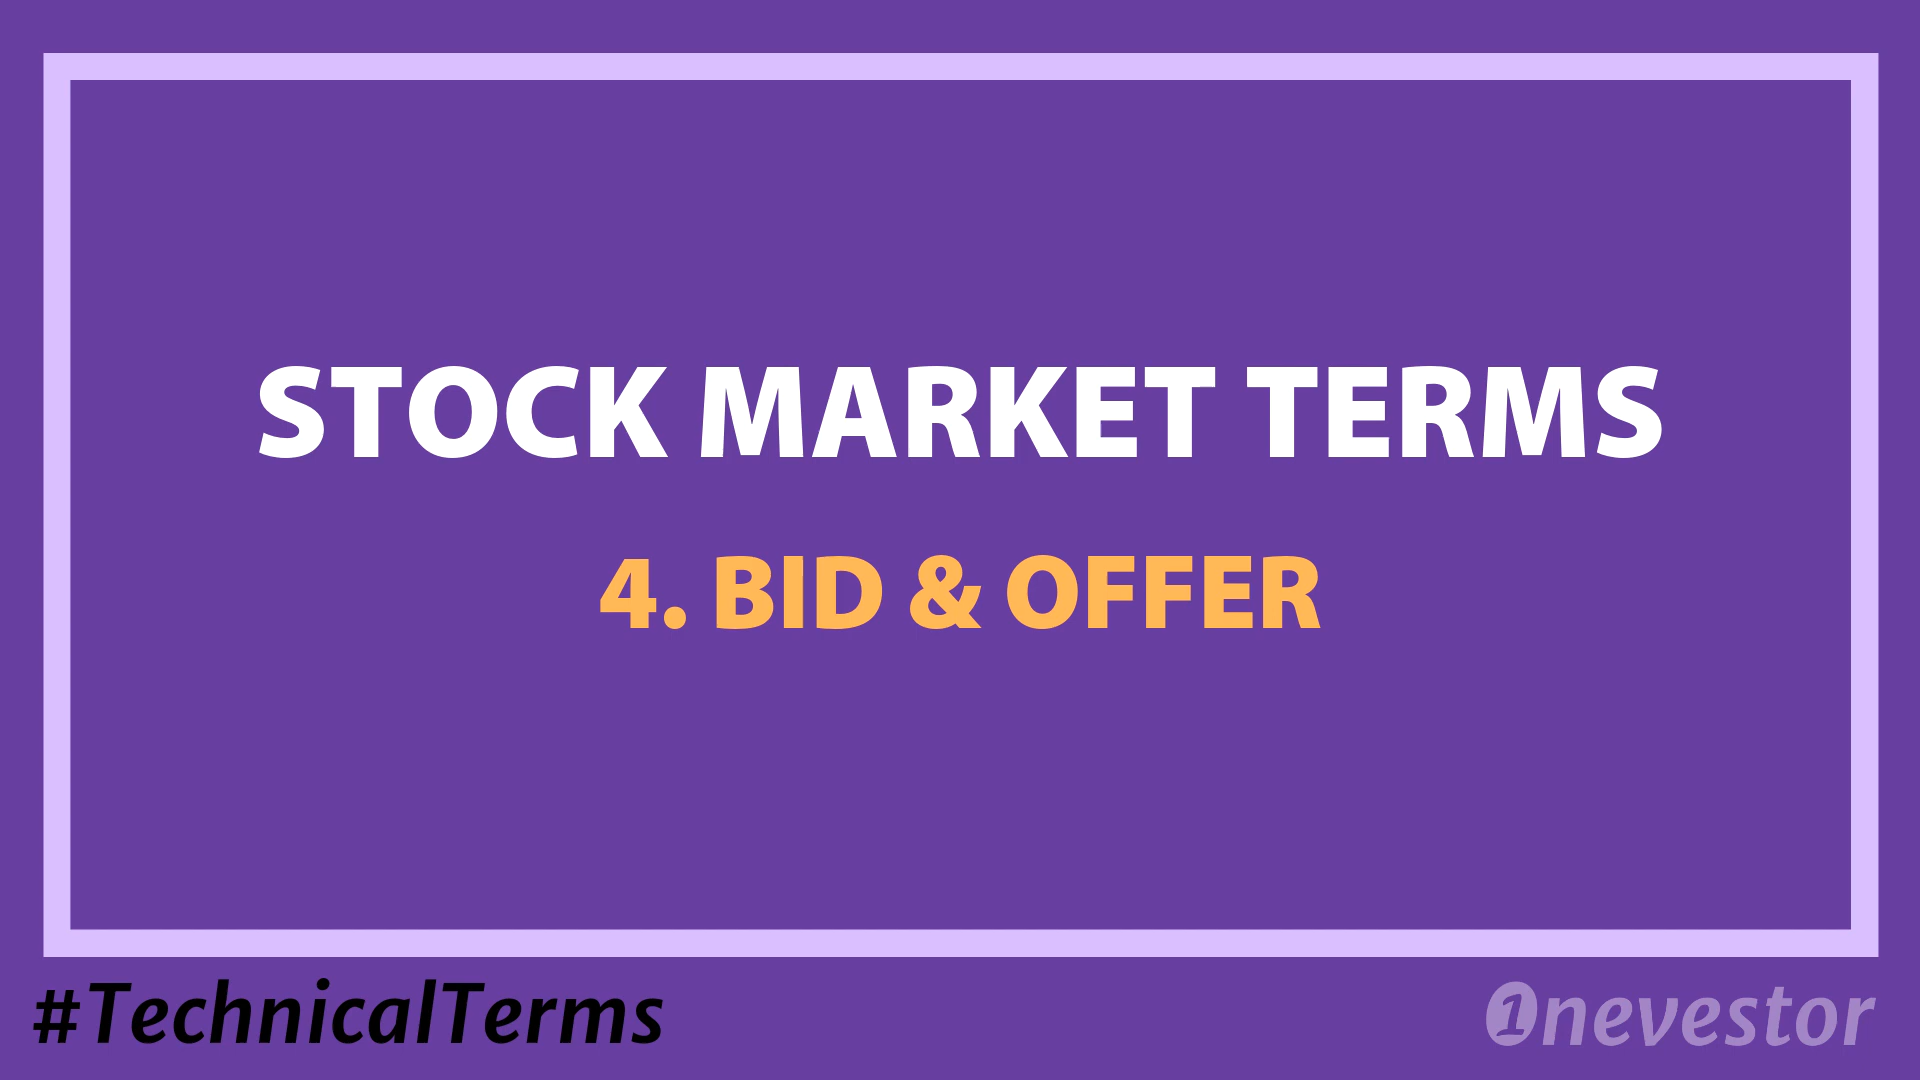 STOCK MARKET TERMS
4. BID & OFFER
#TechnicalTerms
1nevestor